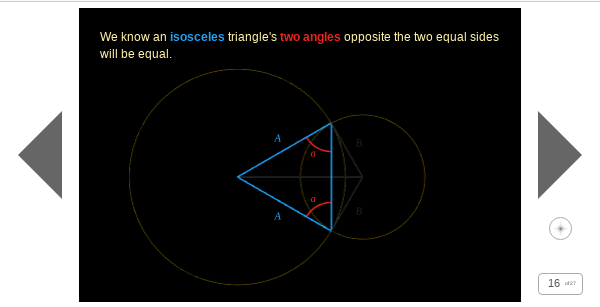 We know an isosceles triangle's two angles opposite the two equal sides
will be equal.
A
B
a
a
A
B
16 of 27